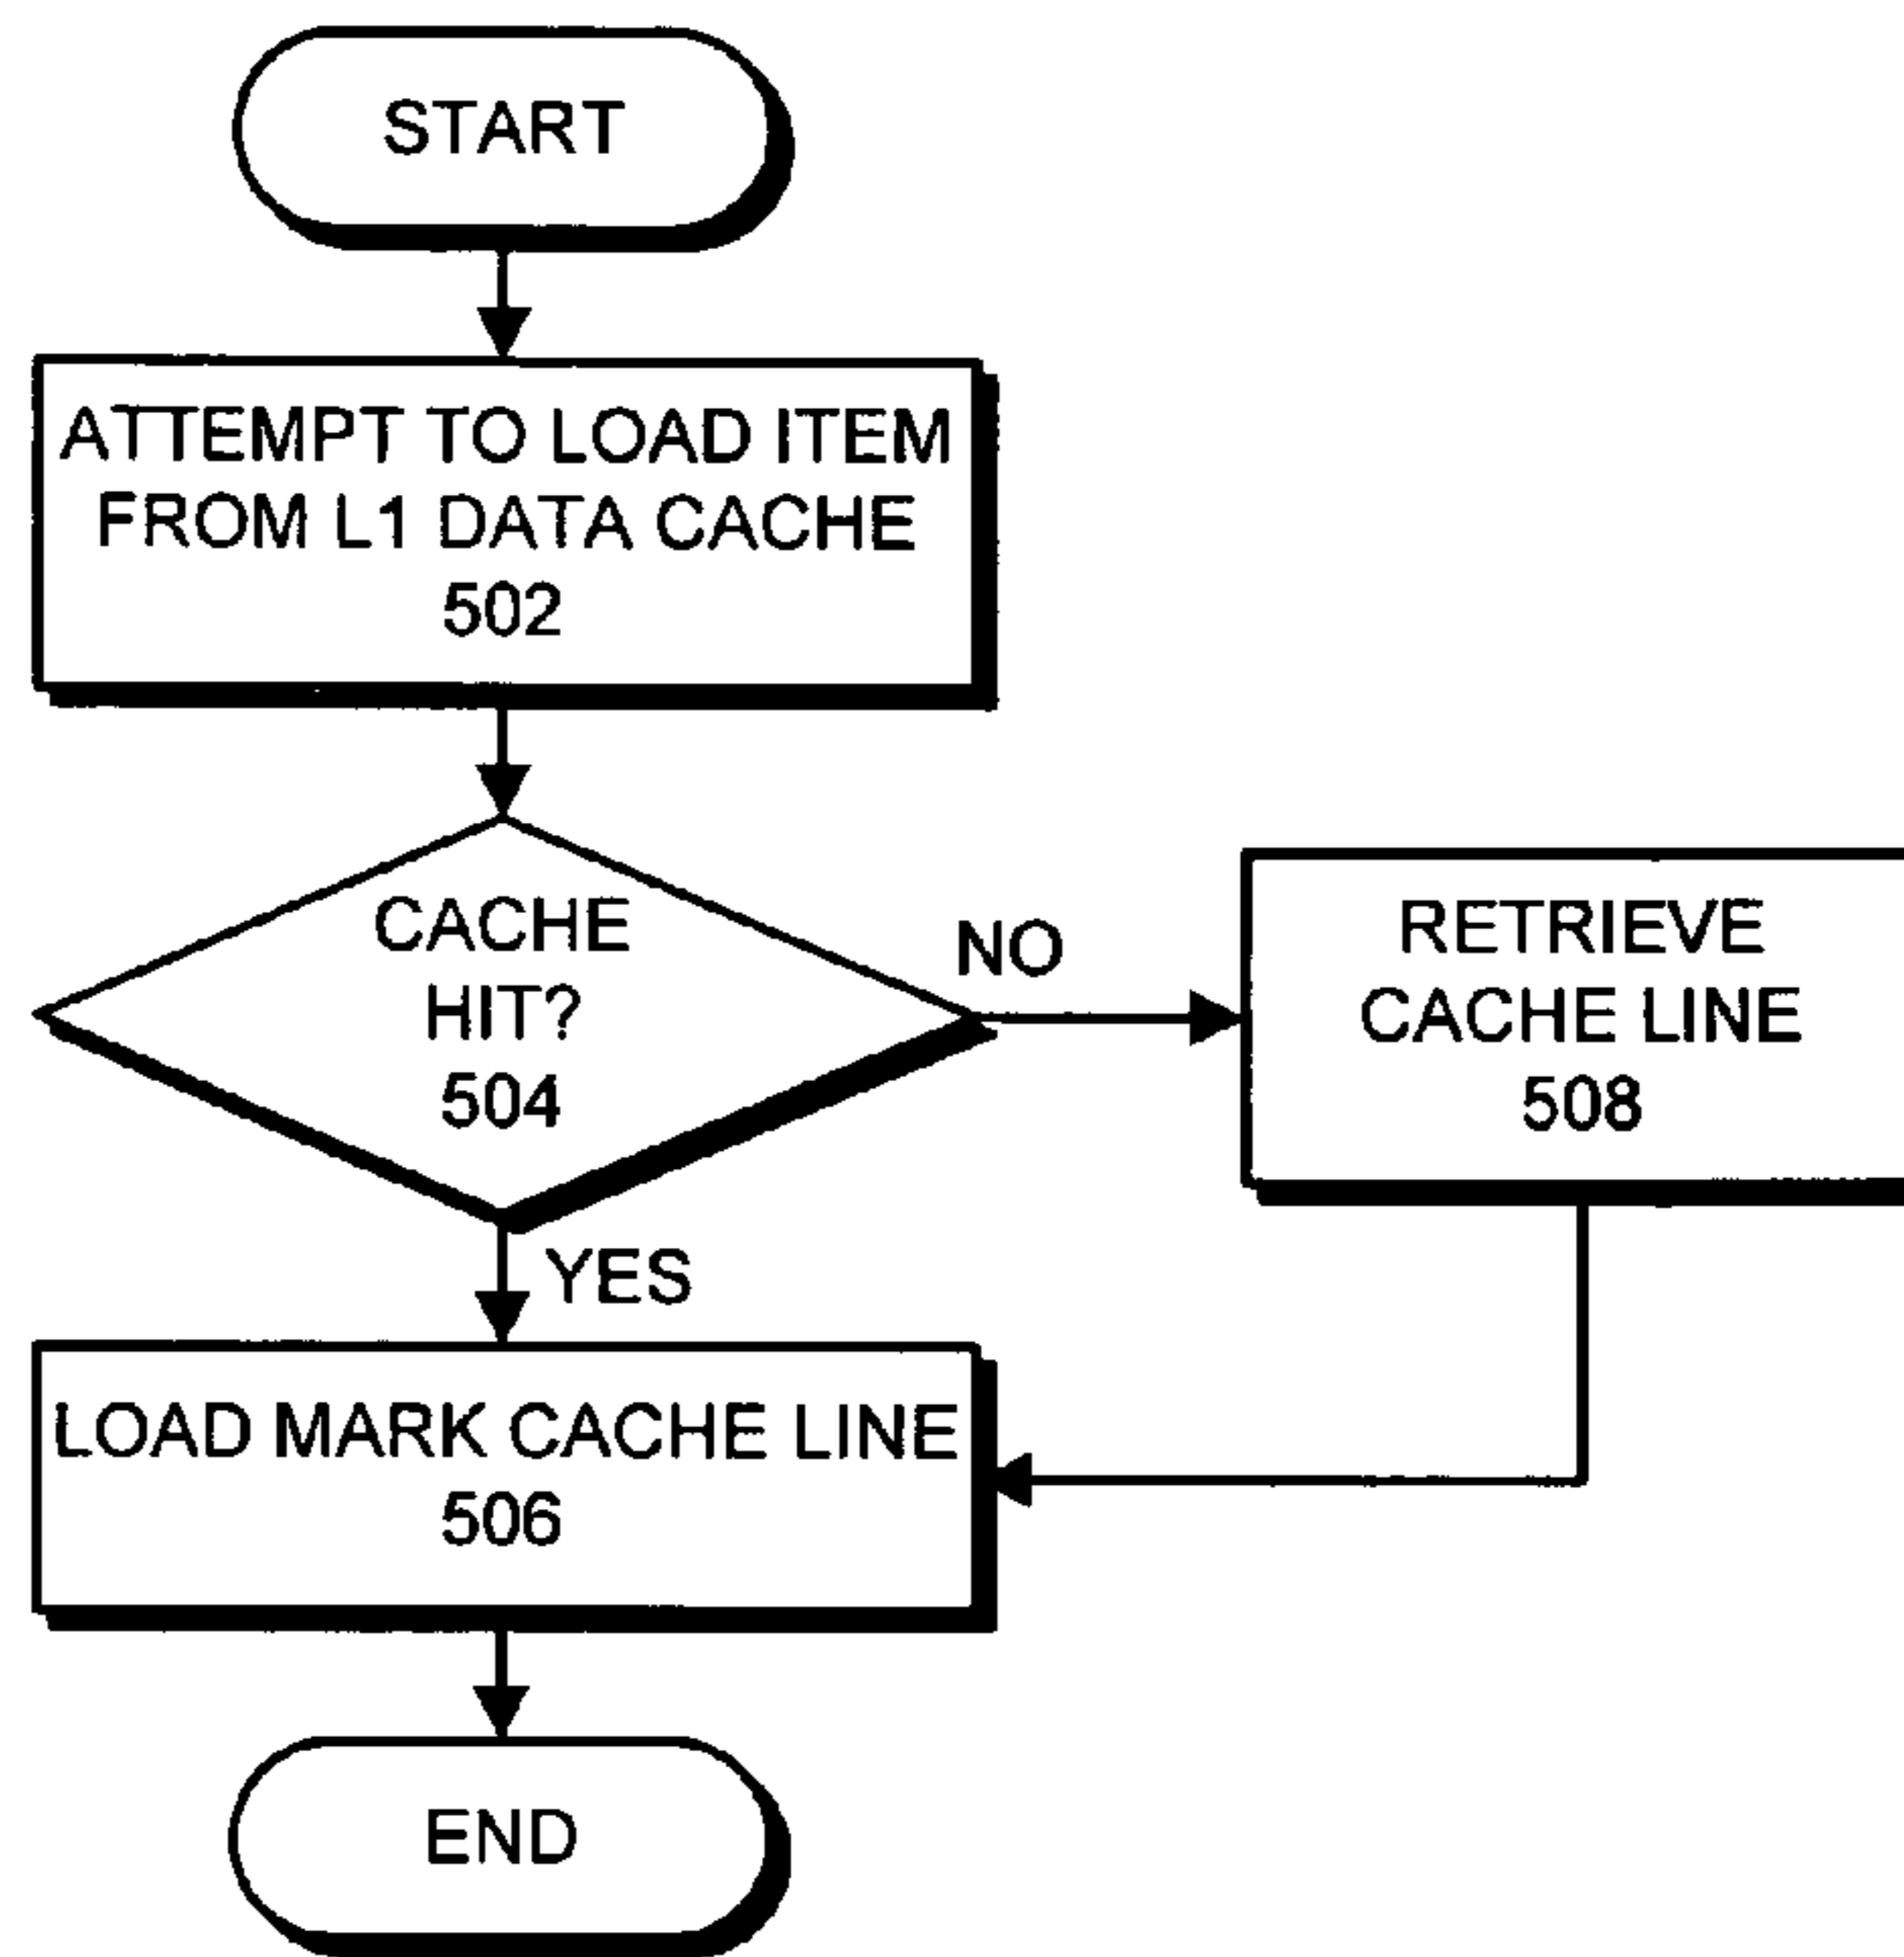 START
ATTEMPT TO LOAD ITEM
FROM L1 DATA CACHE
502
CACHE
HIT?
504
NO
RETRIEVE
CACHE LINE
508
YES
LOAD MARK CACHE LINE
506
END